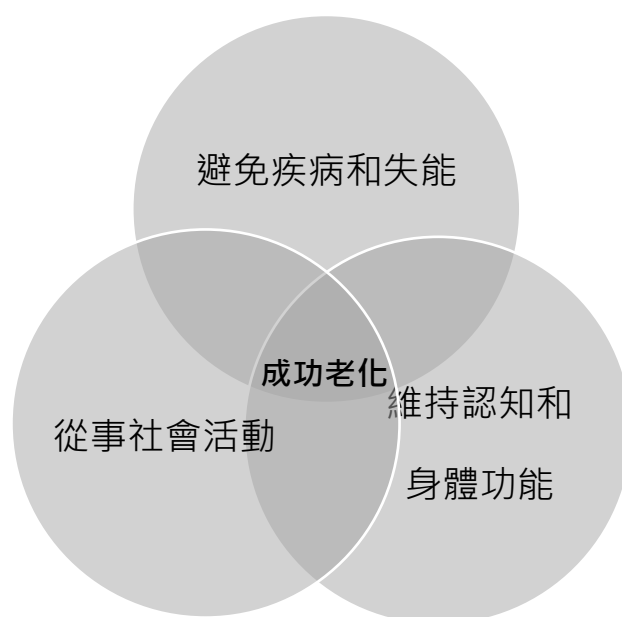 避免疾病和失能
成功老化
從事社會活動
維持認知和
身體功能